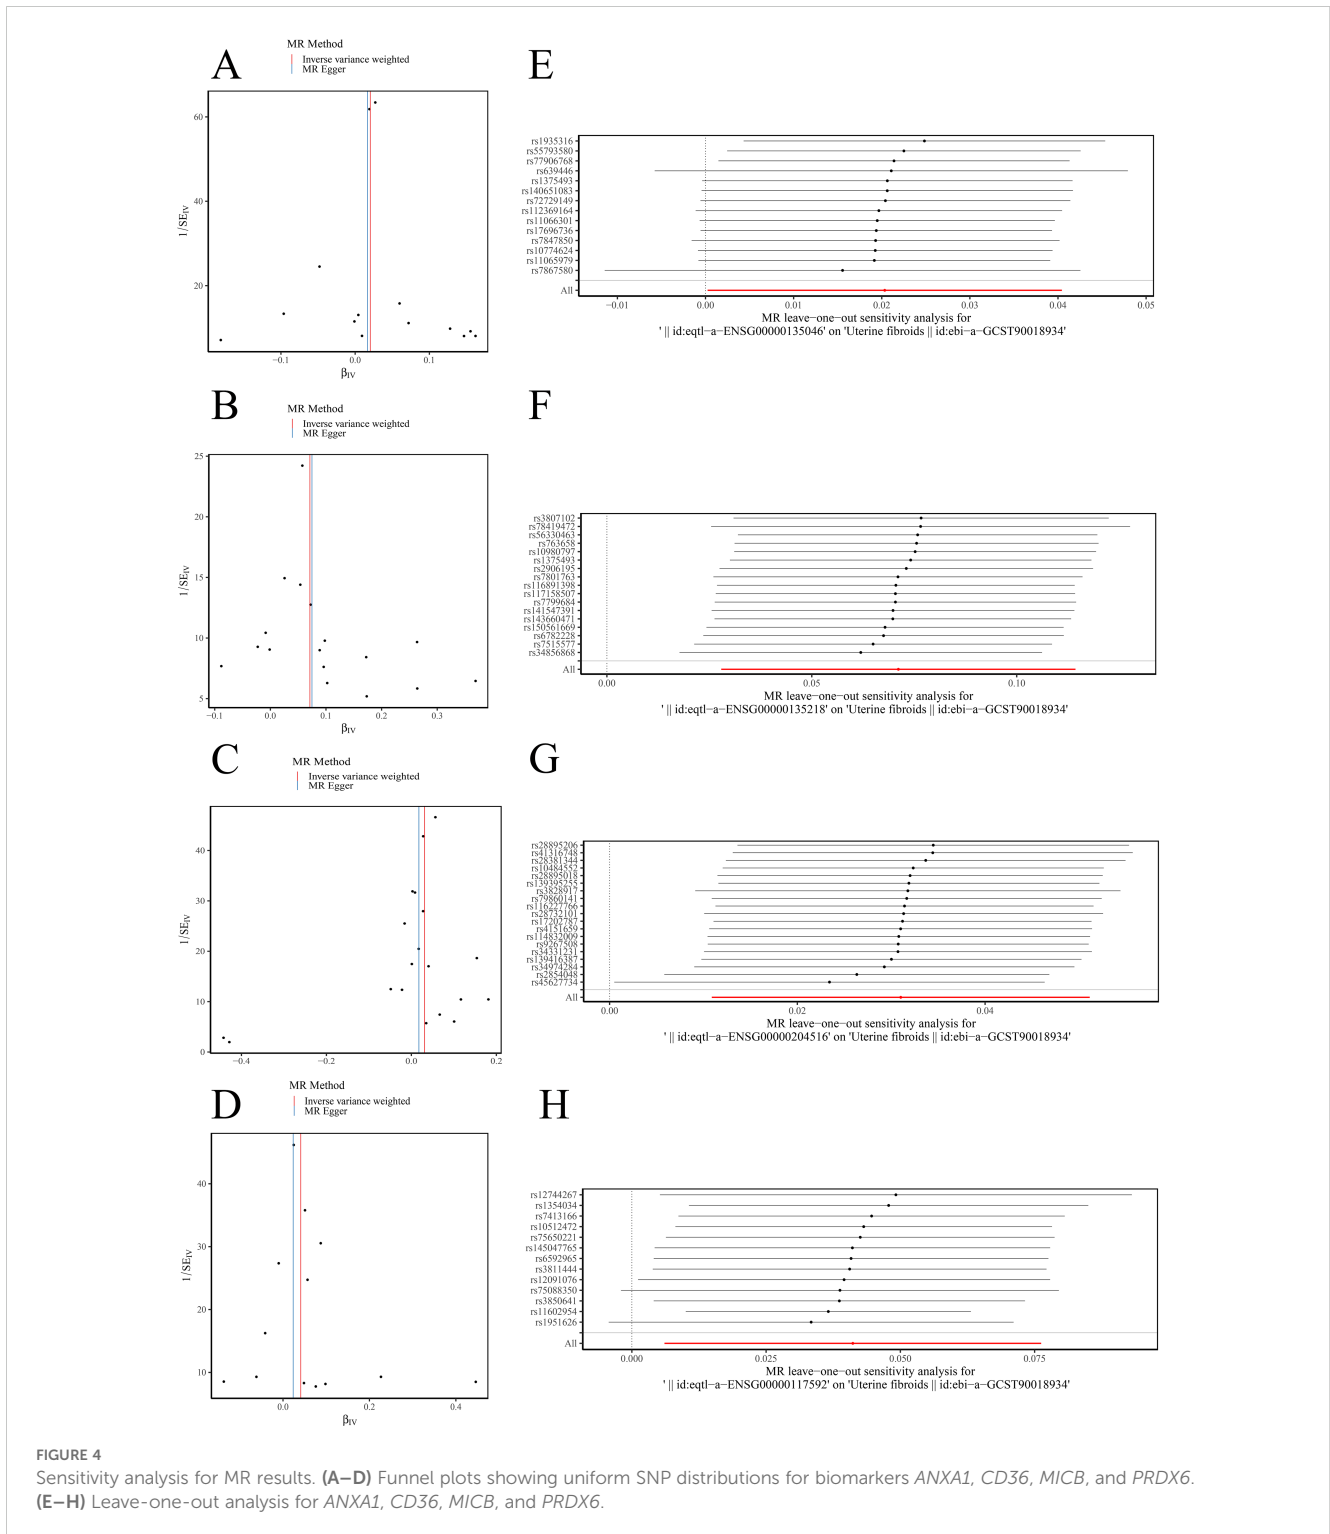 A
MR Method
Inverse variance weighted
MR Egger
60
40
20
1/SE_IV
−0.1
0.0
0.1
β_IV
E
rs1935316
rs55793580
rs77906768
rs639446
rs1375493
rs140651083
rs72729149
rs112369164
rs11066301
rs17696736
rs7847850
rs10774624
rs11065979
rs7867580
All
−0.01
0.00
0.01
0.02
0.03
0.04
0.05
MR leave−one−out sensitivity analysis for
' || id:eqtl−a−ENSG00000135046' on 'Uterine fibroids || id:ebi−a−GCST90018934'
B
MR Method
Inverse variance weighted
MR Egger
25
20
15
10
5
1/SE_IV
−0.1
0.0
0.1
0.2
0.3
β_IV
F
rs3807102
rs78419472
rs56330463
rs763658
rs10980797
rs1375493
rs2906195
rs7801763
rs116891398
rs117158507
rs7799684
rs141547391
rs143660471
rs150561669
rs6782228
rs7515577
rs34856868
All
0.00
0.05
0.10
MR leave−one−out sensitivity analysis for
' || id:eqtl−a−ENSG00000135218' on 'Uterine fibroids || id:ebi−a−GCST90018934'
C
MR Method
Inverse variance weighted
MR Egger
40
30
20
10
0
1/SE_IV
−0.4
−0.2
0.0
0.2
β_IV
G
rs28895206
rs41316748
rs28381344
rs10484552
rs28895018
rs139395255
rs3828917
rs79860141
rs116227766
rs28732101
rs17202787
rs4151659
rs114832009
rs9267508
rs34331231
rs139416387
rs34974284
rs2854048
rs45627734
All
0.00
0.02
0.04
MR leave−one−out sensitivity analysis for
' || id:eqtl−a−ENSG00000204516' on 'Uterine fibroids || id:ebi−a−GCST90018934'
D
MR Method
Inverse variance weighted
MR Egger
40
30
20
10
1/SE_IV
0.0
0.2
0.4
β_IV
H
rs12744267
rs1354034
rs7413166
rs10512472
rs75650221
rs145047765
rs6592965
rs3811444
rs12091076
rs75088350
rs3850641
rs11602954
rs1951626
All
0.000
0.025
0.050
0.075
MR leave−one−out sensitivity analysis for
' || id:eqtl−a−ENSG00000117592' on 'Uterine fibroids || id:ebi−a−GCST90018934'
FIGURE 4
Sensitivity analysis for MR results. (A–D) Funnel plots showing uniform SNP distributions for biomarkers ANXA1, CD36, MICB, and PRDX6.
(E–H) Leave-one-out analysis for ANXA1, CD36, MICB, and PRDX6.